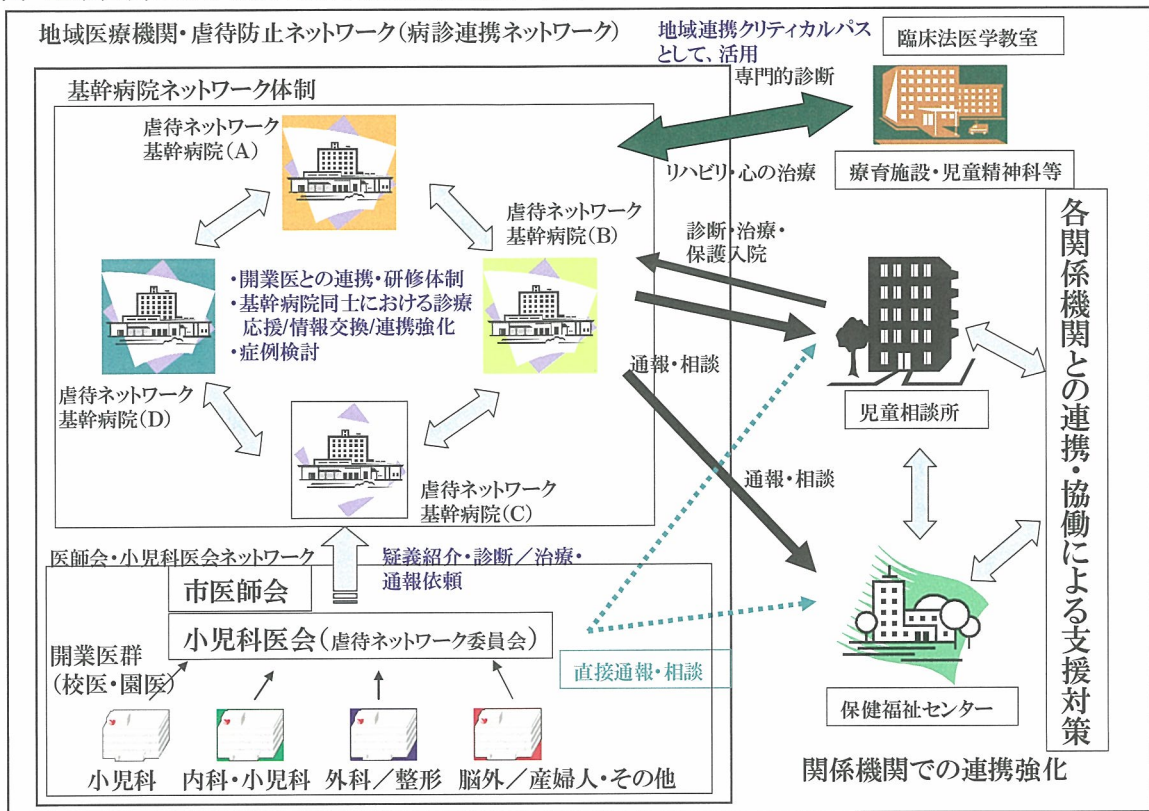 地域医療機関・虐待防止ネットワーク(病診連携ネットワーク)
地域連携クリティカルパス
として、活用
臨床法医学教室
専門的診断
リハビリ・心の治療
療育施設・児童精神科等
基幹病院ネットワーク体制
虐待ネットワーク
基幹病院(A)
虐待ネットワーク
基幹病院(B)
・開業医との連携・研修体制
・基幹病院同士における診療
応援/情報交換/連携強化
・症例検討
虐待ネットワーク
基幹病院(D)
虐待ネットワーク
基幹病院(C)
診断・治療・
保護入院
通報・相談
児童相談所
通報・相談
各関係機関との連携・協働による支援対策
医師会・小児科医会ネットワーク
疑義紹介・診断/治療・
通報依頼
市医師会
小児科医会(虐待ネットワーク委員会)
開業医群
(校医・園医)
直接通報・相談
保健福祉センター
小児科
内科・小児科
外科/整形
脳外/産婦人・その他
関係機関での連携強化